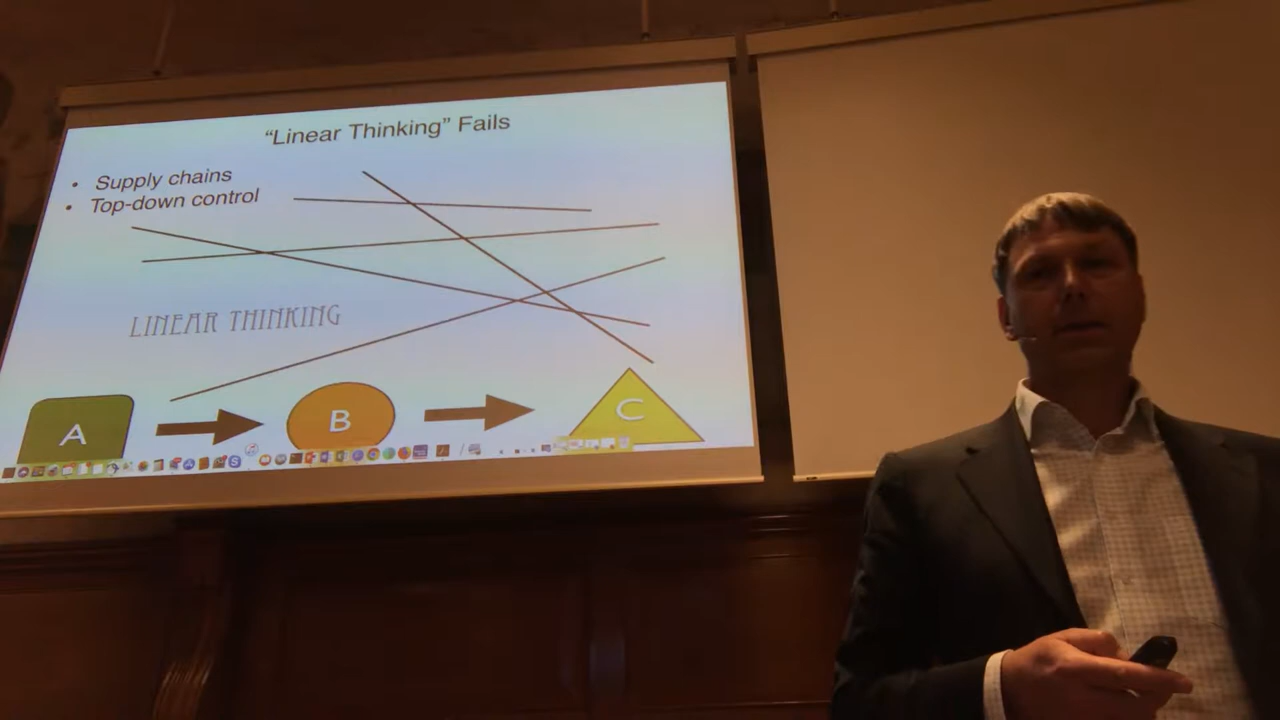 “Linear Thinking” Fails
• Supply chains
• Top-down control
LINEAR THINKING
A
B
C